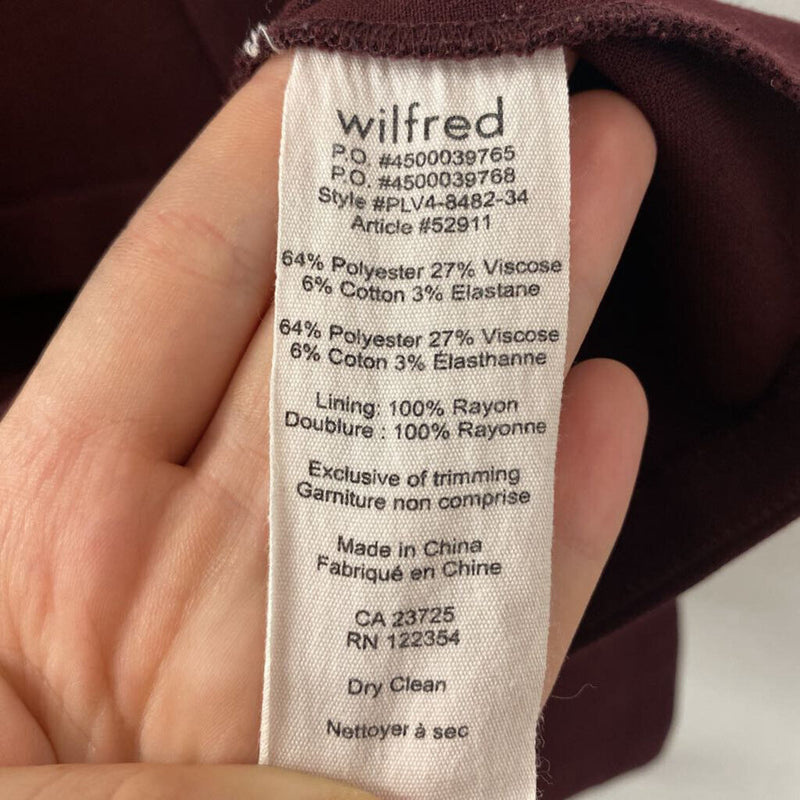 wilfred
P.O. #4500039765
P.O. #4500039768
Style #PLV4-8482-34
Article #52911
64% Polyester 27% Viscose
6% Cotton 3% Elastane
64% Polyester 27% Viscose
6% Coton 3% Élasthanne
Lining: 100% Rayon
Doublure : 100% Rayonne
Exclusive of trimming
Garniture non comprise
Made in China
Fabriqué en Chine
CA 23725
RN 122354
Dry Clean
Nettoyer à sec